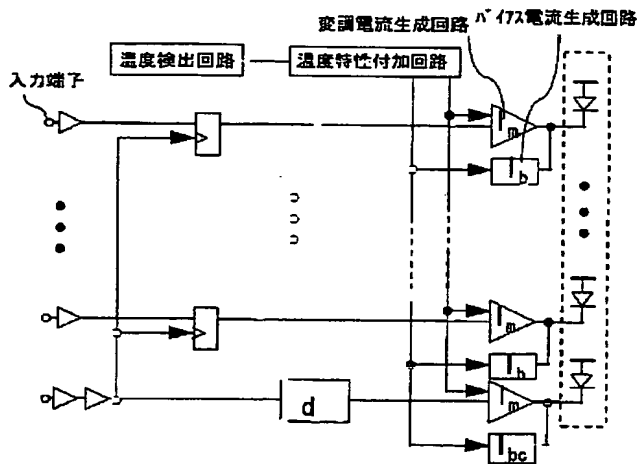 変調電流生成回路
バイアス電流生成回路
温度検出回路
温度特性付加回路
入力端子
Im
Ib
Im
Ib
d
Im
Ibc